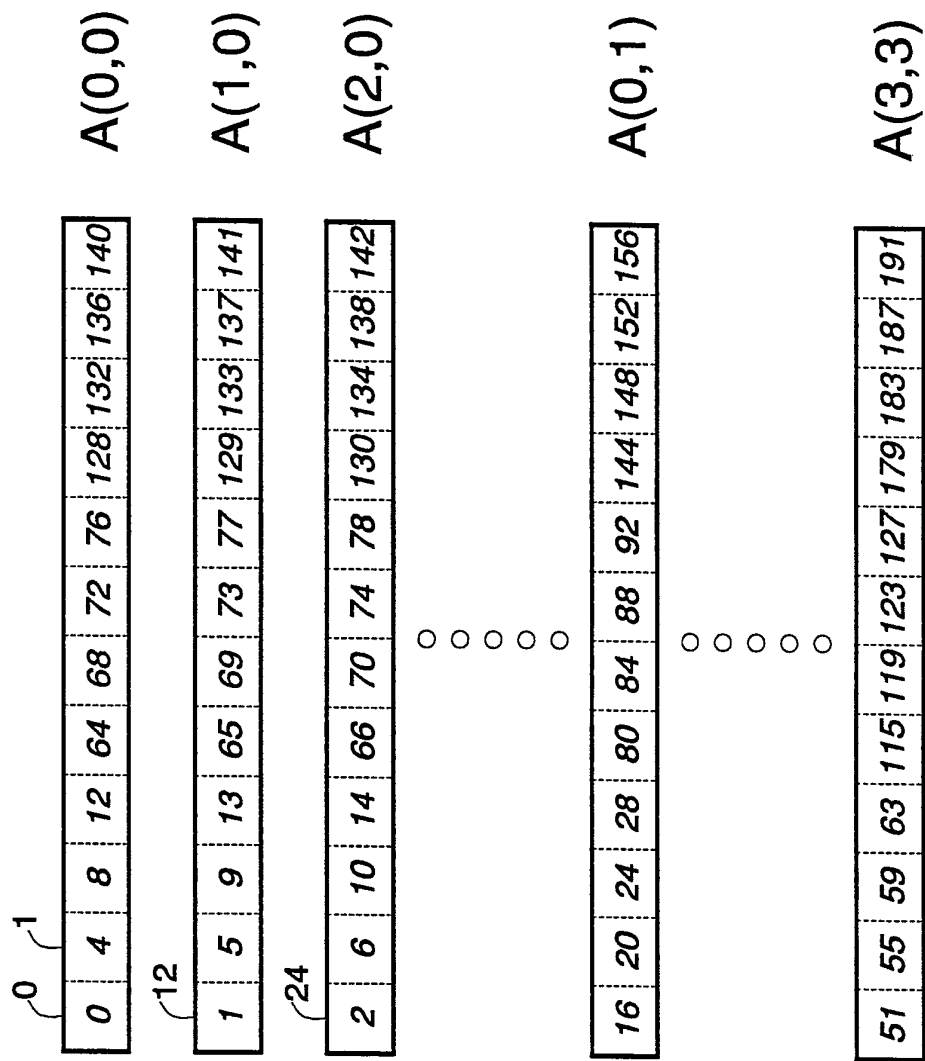 0 1
0 4 8 12 64 68 72 76 128 132 136 140 A(0,0)
12
1 5 9 13 65 69 73 77 129 133 137 141 A(1,0)
24
2 6 10 14 66 70 74 78 130 134 138 142 A(2,0)
16 20 24 28 80 84 88 92 144 148 152 156 A(0,1)
51 55 59 63 115 119 123 127 179 183 187 191 A(3,3)